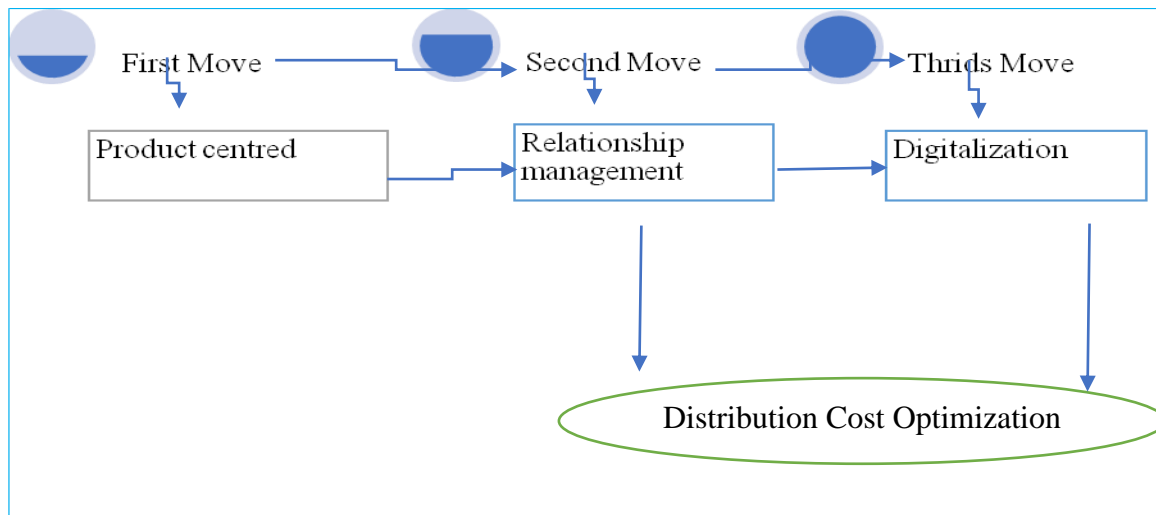 First Move
Second Move
Thrids Move
Product centred
Relationship
management
Digitalization
Distribution Cost Optimization